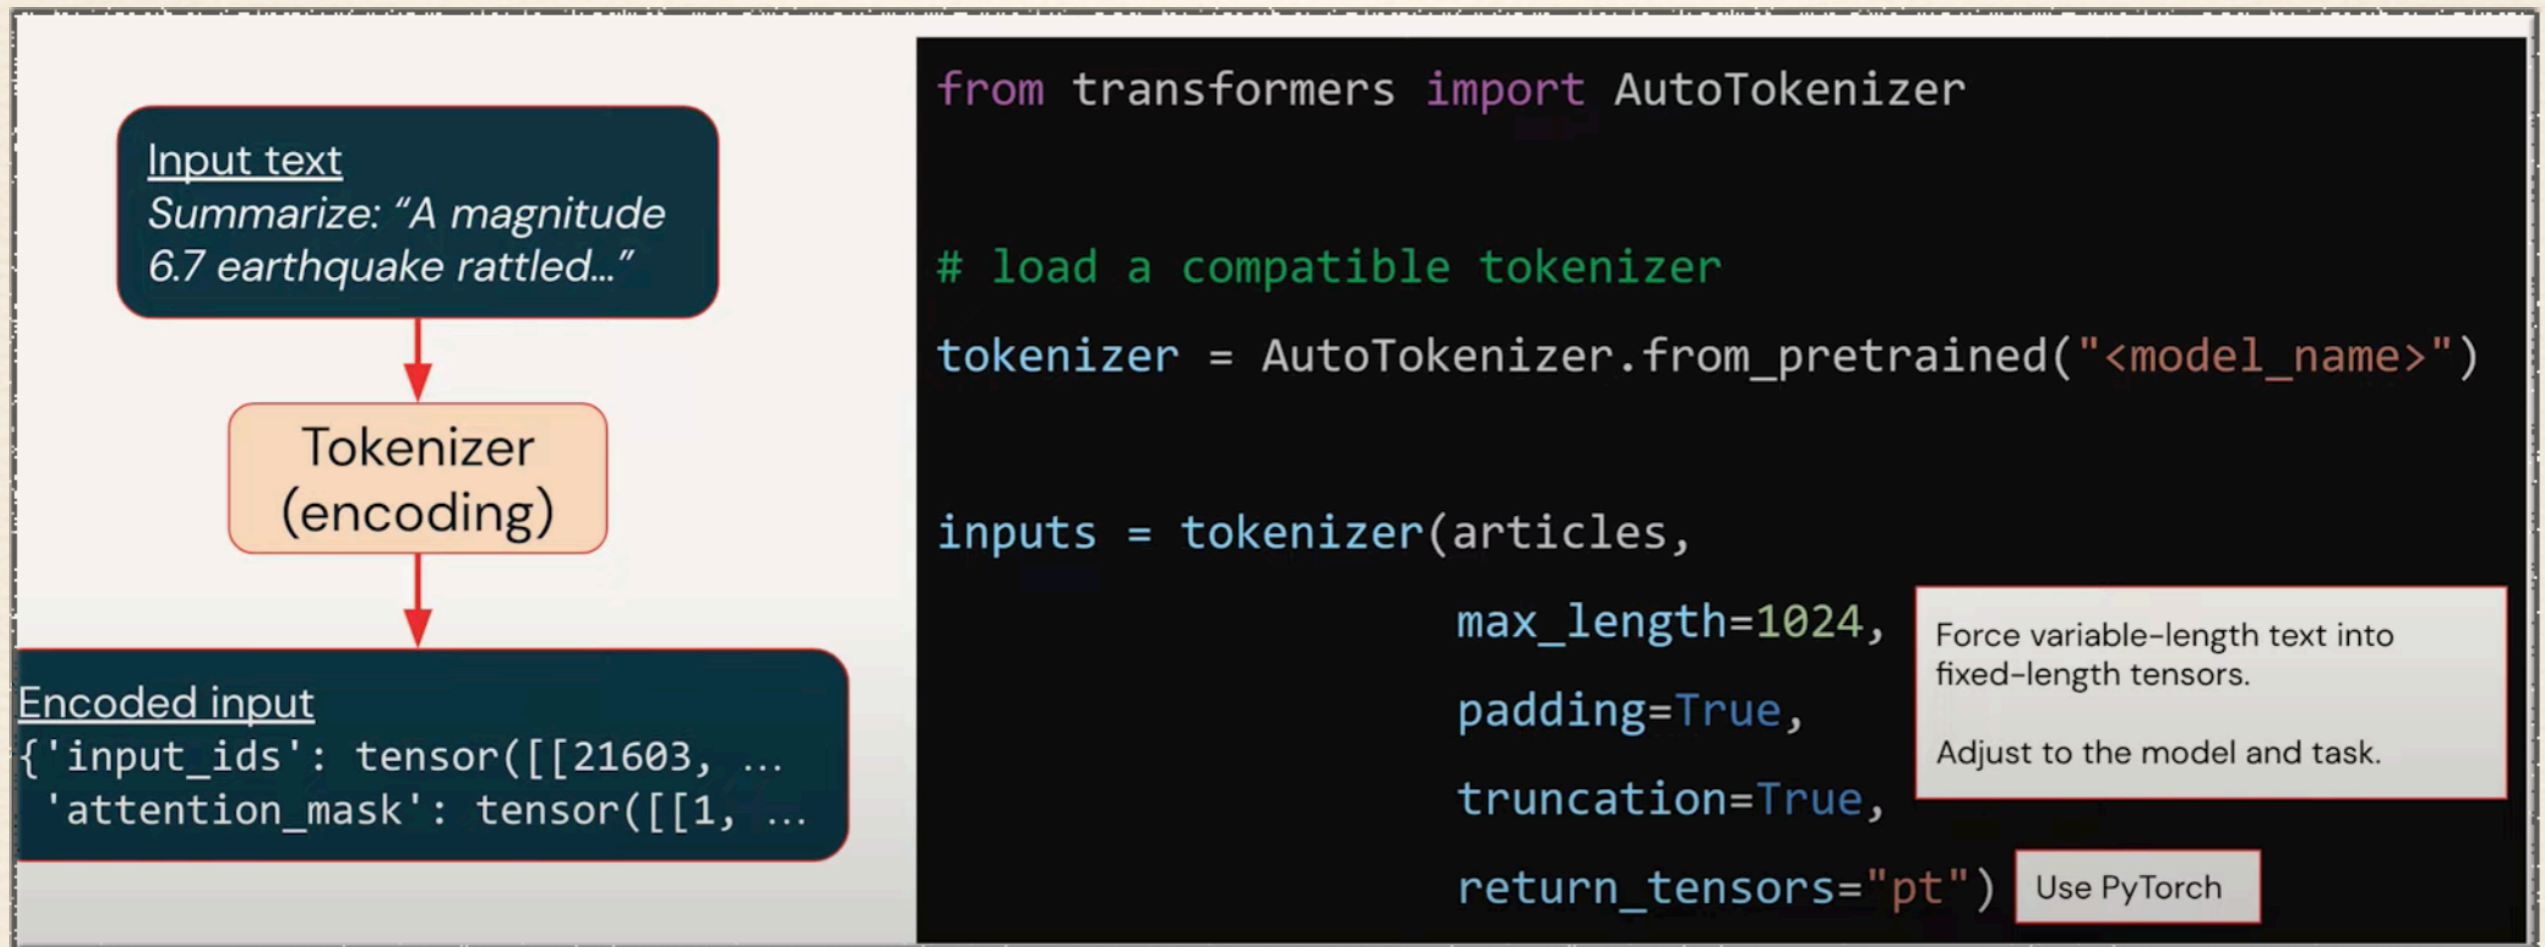 Input text
Summarize: “A magnitude
6.7 earthquake rattled...”
Tokenizer
(encoding)
Encoded input
{'input_ids': tensor([[21603, ...
'attention_mask': tensor([[1, ...
from transformers import AutoTokenizer
# load a compatible tokenizer
tokenizer = AutoTokenizer.from_pretrained("<model_name>")
inputs = tokenizer(articles,
max_length=1024,
padding=True,
truncation=True,
return_tensors="pt")
Force variable-length text into
fixed-length tensors.
Adjust to the model and task.
Use PyTorch